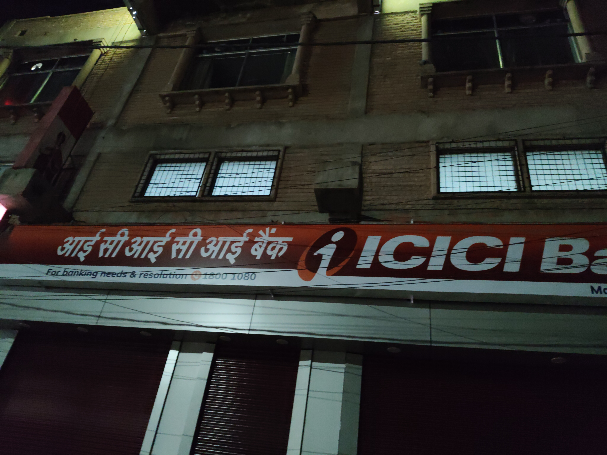 आई सी आई सी आई बैंक ICICI Ba
For banking needs & resolution 1800 1080